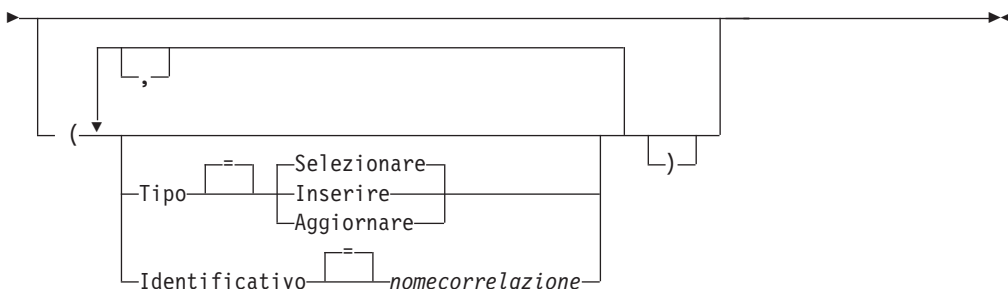 ,
(
)
= Selezionare
Tipo Inserire
Aggiornare
=
Identificativo nomecorrelazione